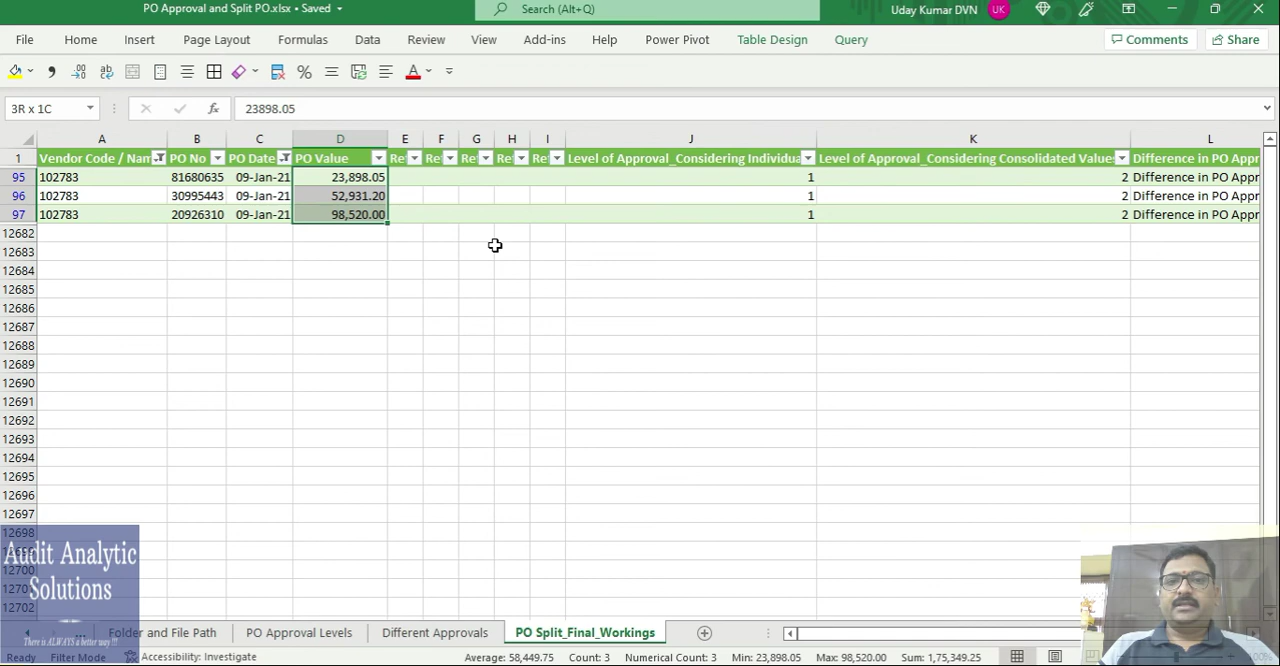 PO Approval and Split PO.xlsx • Saved
Search (Alt+Q)
Uday Kumar DVN
UK
File Home Insert Page Layout Formulas Data Review View Add-ins Help Power Pivot Table Design Query Comments Share
3R x 1C fx 23898.05
A B C D E F G H I J K L
1 Vendor Code / Nam PO No PO Date PO Value Re Re Re Re Re Level of Approval_Considering Individua Level of Approval_Considering Consolidated Value Difference in PO Appr
95 102783 81680635 09-Jan-21 23,898.05 1 2 Difference in PO Appr
96 102783 30995443 09-Jan-21 52,931.20 1 2 Difference in PO Appr
97 102783 20926310 09-Jan-21 98,520.00 1 2 Difference in PO Appr
12682
12683
12684
12685
12686
12687
12688
12689
12690
12691
12692
12693
12694
12695
12696
12697
12698
12702
Audit Analytic
Solutions
There is ALWAYS a better way !!!
... Folder and File Path PO Approval Levels Different Approvals PO Split_Final_Workings
Ready Filter Mode Accessibility: Investigate Average: 58,449.75 Count: 3 Numerical Count: 3 Min: 23,898.05 Max: 98,520.00 Sum: 1,75,349.25